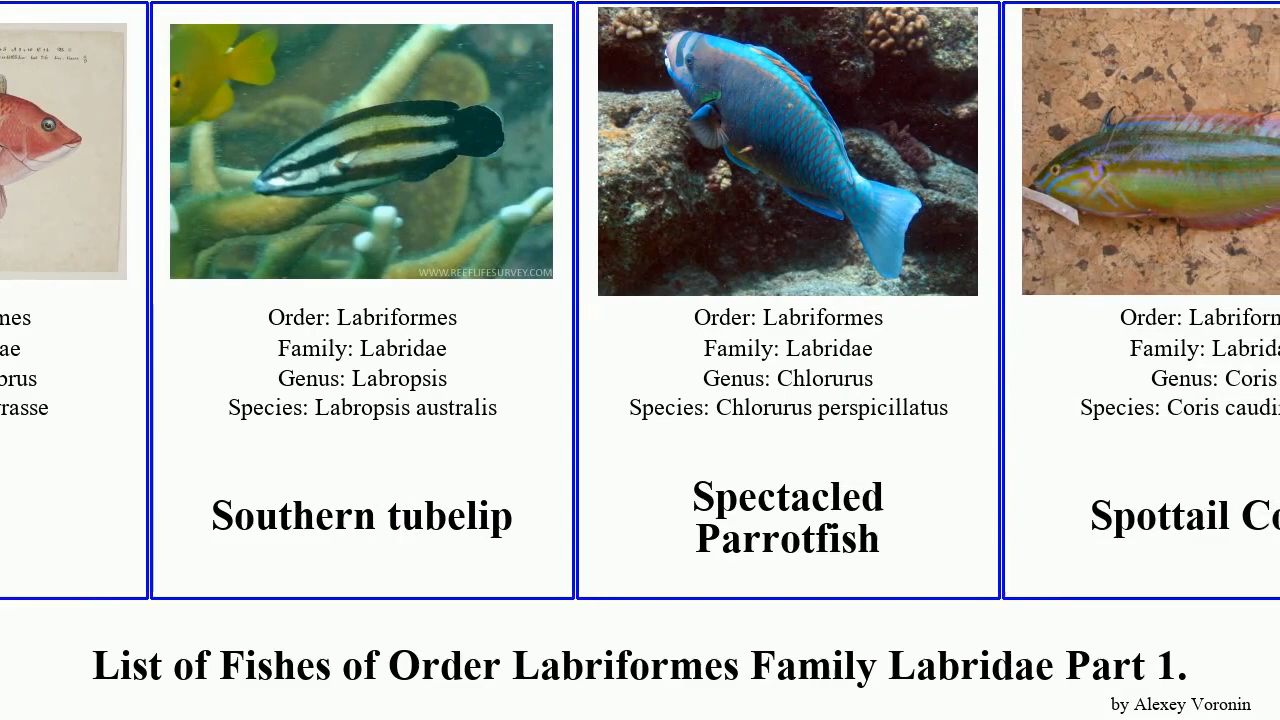 WWW.REEFLIFESURVEY.COM
mes
ae
orus
rasse
Order: Labriformes
Family: Labridae
Genus: Labropsis
Species: Labropsis australis
Southern tubelip
Order: Labriformes
Family: Labridae
Genus: Chlorurus
Species: Chlorurus perspicillatus
Spectacled
Parrotfish
Order: Labriform
Family: Labrida
Genus: Coris
Species: Coris caudi
Spottail Co
List of Fishes of Order Labriformes Family Labridae Part 1.
by Alexey Voronin